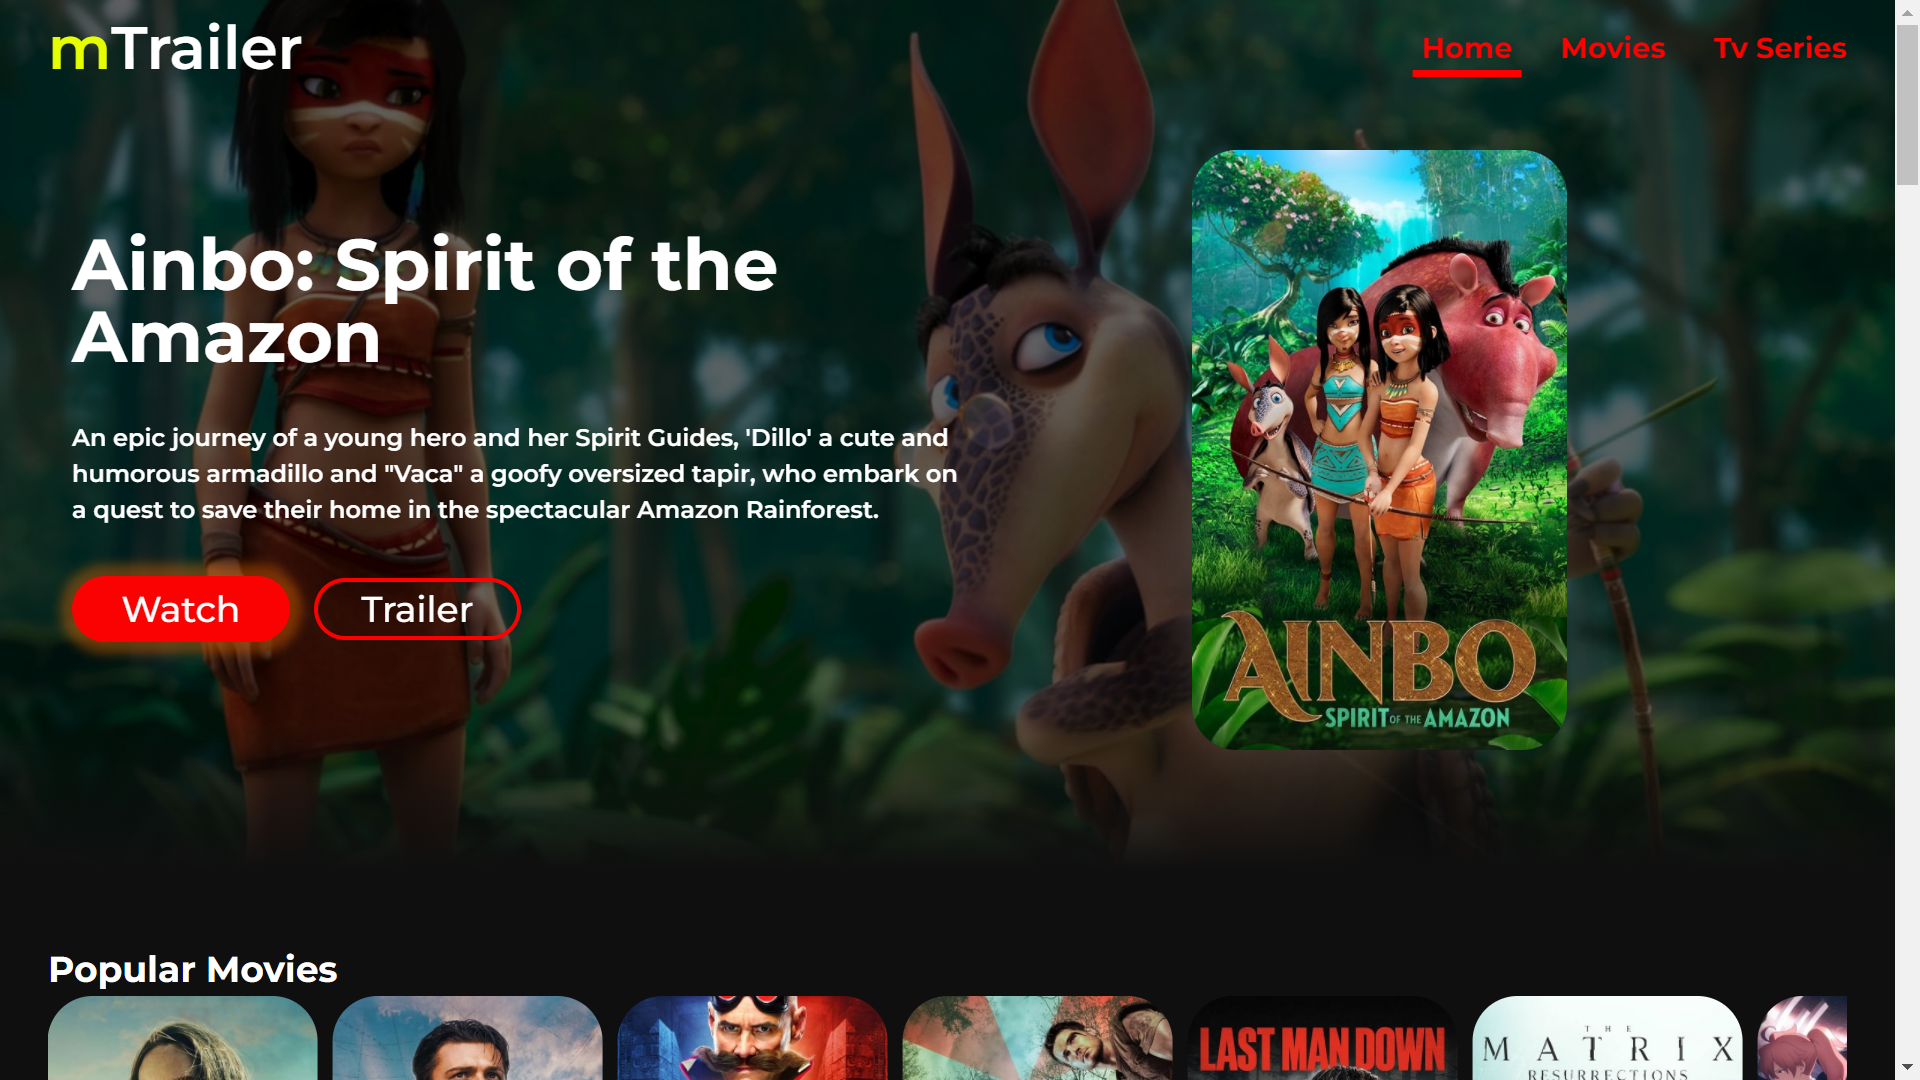 mTrailer
Home
Movies
Tv Series
Ainbo: Spirit of the
Amazon
An epic journey of a young hero and her Spirit Guides, 'Dillo' a cute and
humorous armadillo and "Vaca" a goofy oversized tapir, who embark on
a quest to save their home in the spectacular Amazon Rainforest.
Watch
Trailer
AINBO
SPIRIT OF THE AMAZON
Popular Movies
LAST MAN DOWN
THE
MATRIX
RESURRECTIONS